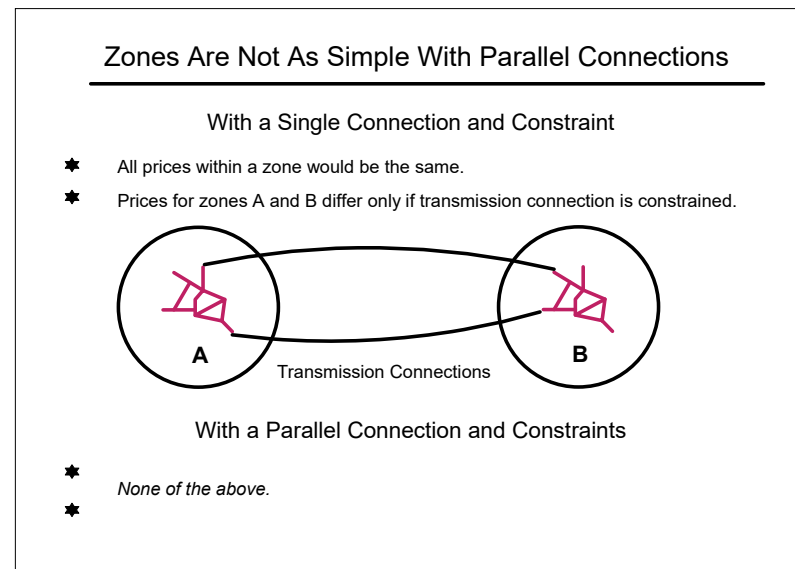 Zones Are Not As Simple With Parallel Connections
With a Single Connection and Constraint
All prices within a zone would be the same.
Prices for zones A and B differ only if transmission connection is constrained.
A
B
Transmission Connections
With a Parallel Connection and Constraints
None of the above.